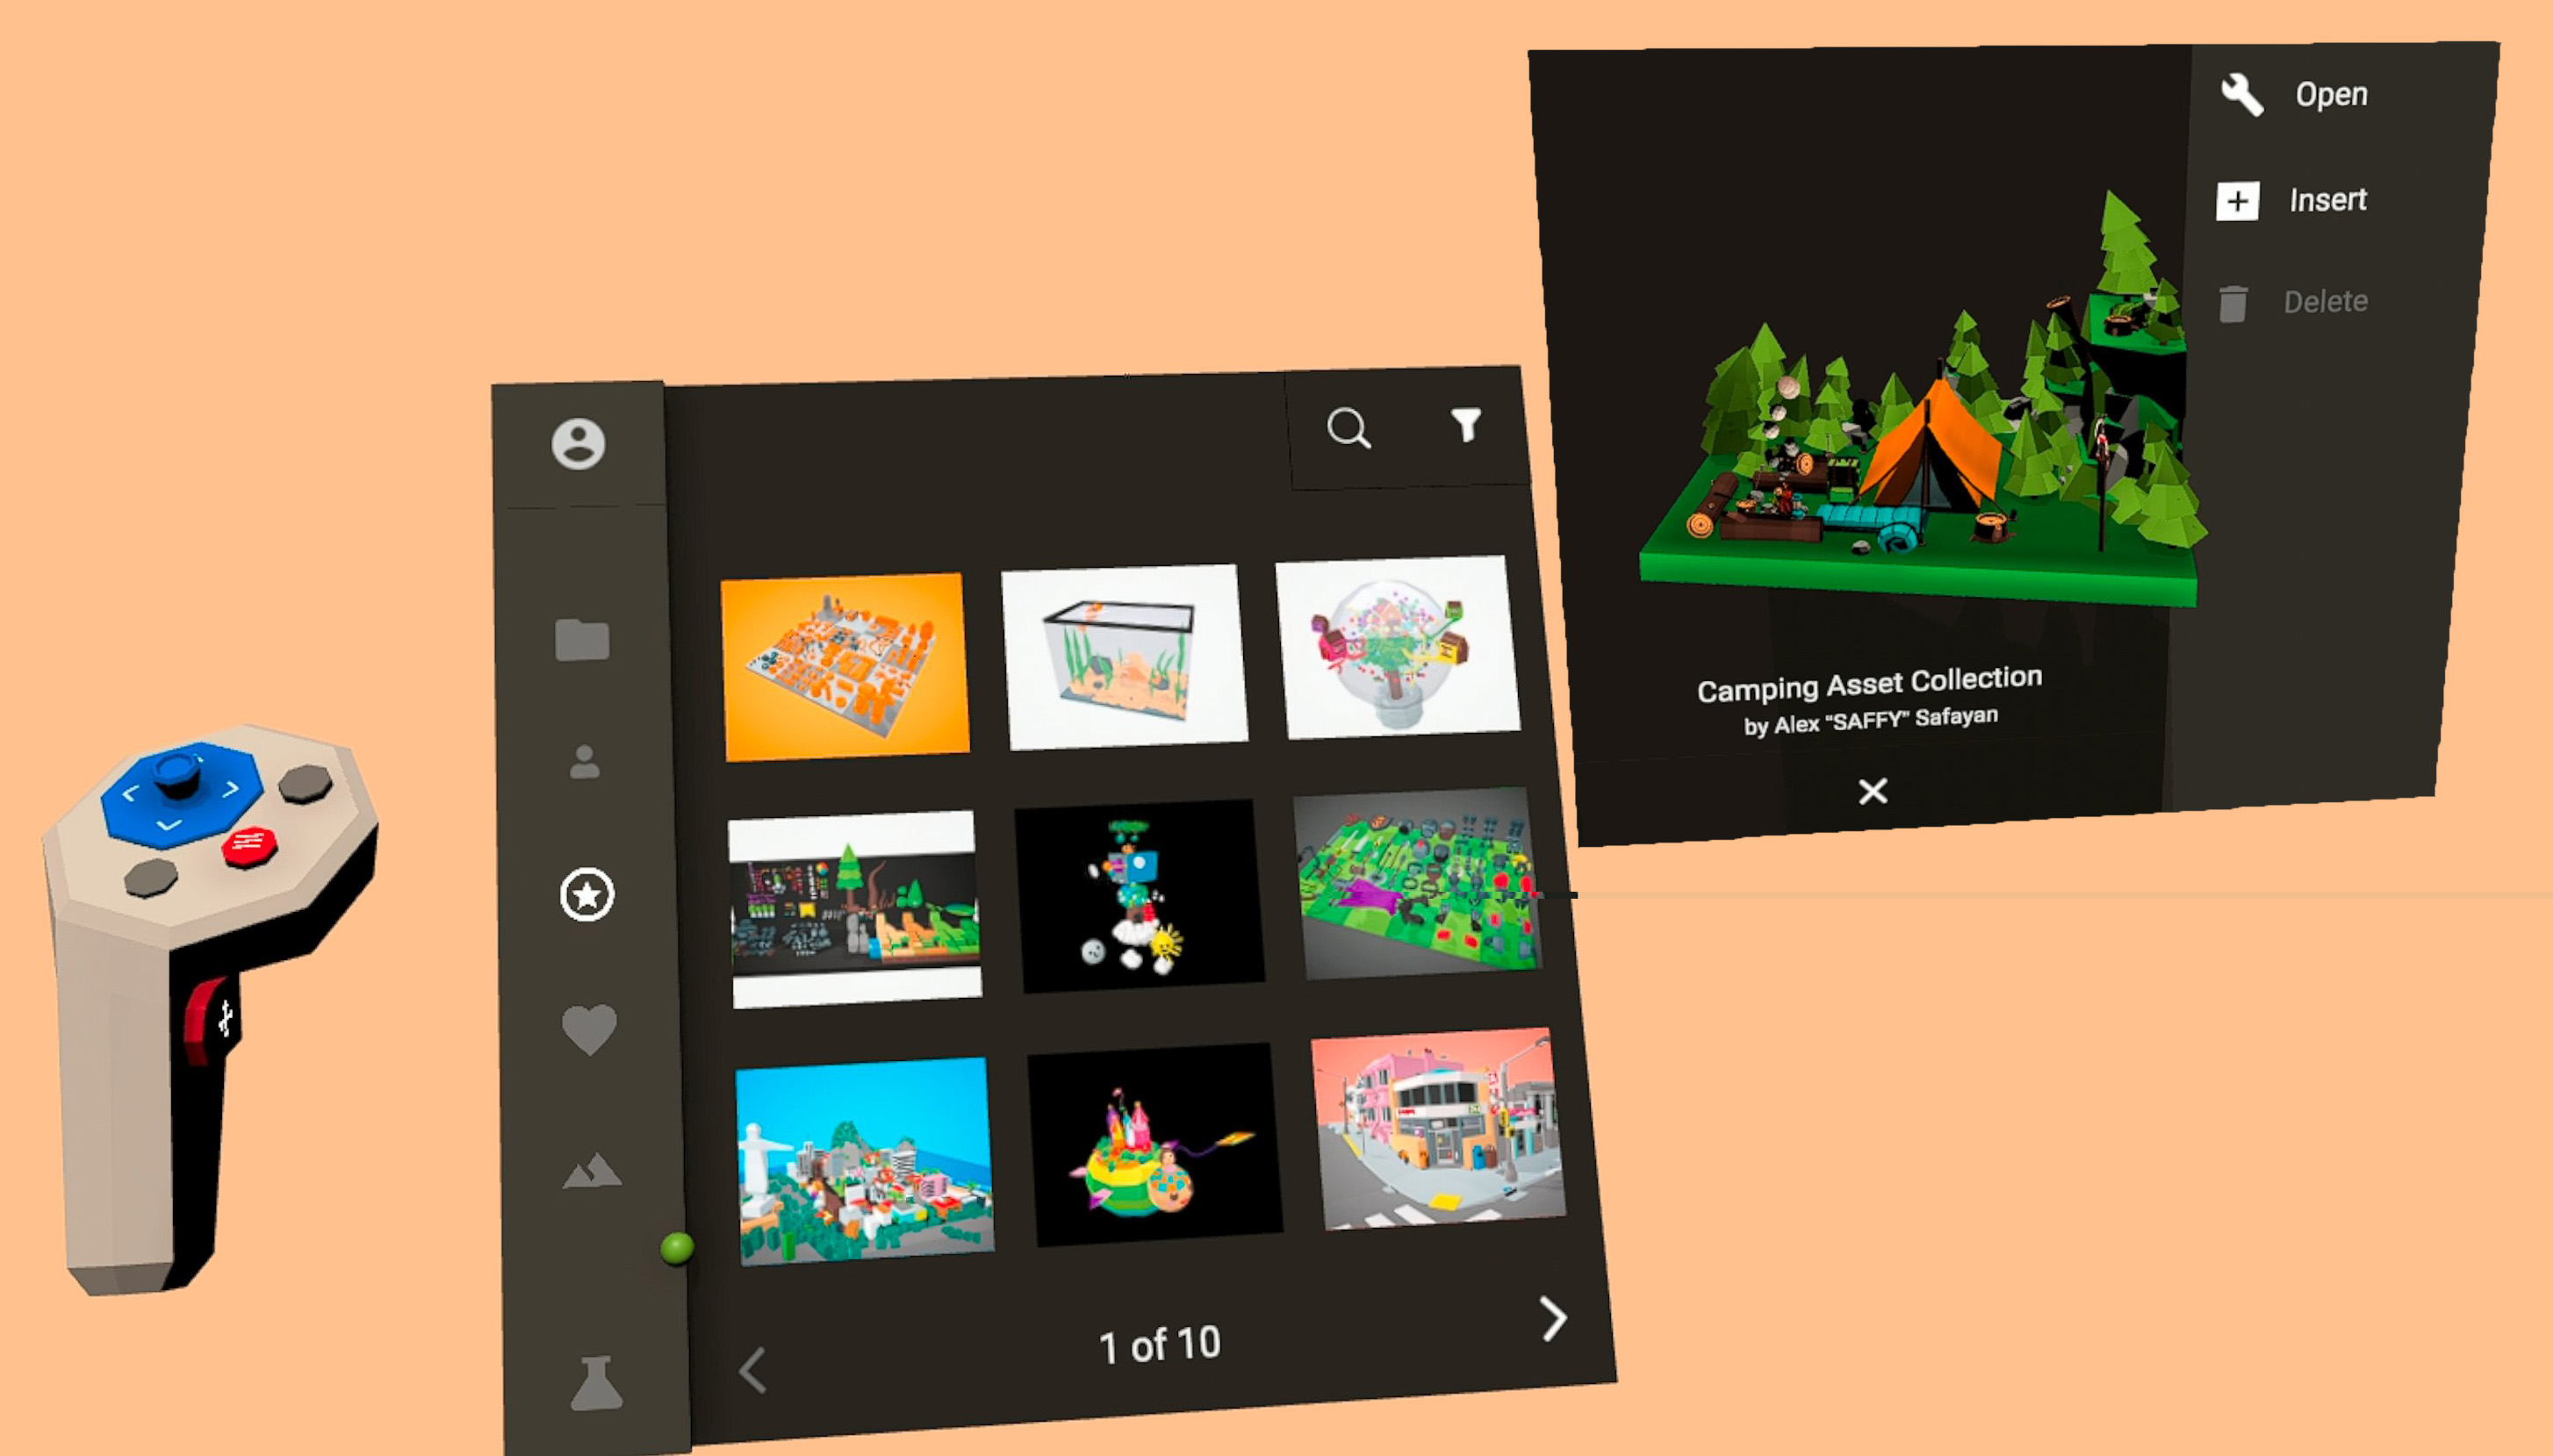 Open
Insert
Delete
Camping Asset Collection
by Alex "SAFFY" Safayan
1 of 10